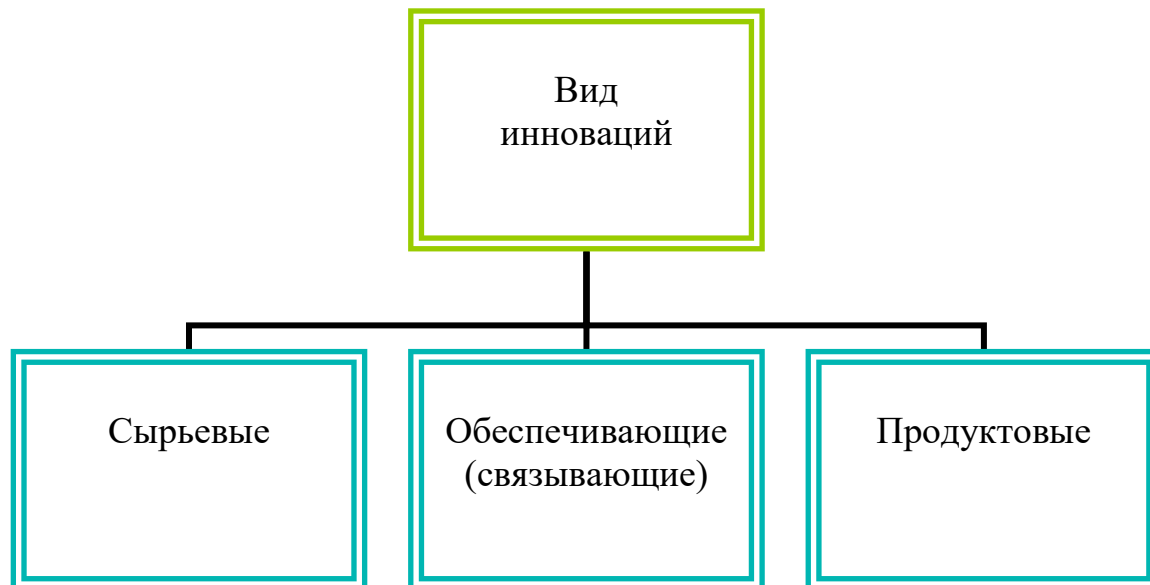 Вид
инноваций
Сырьевые
Обеспечивающие
(связывающие)
Продуктовые